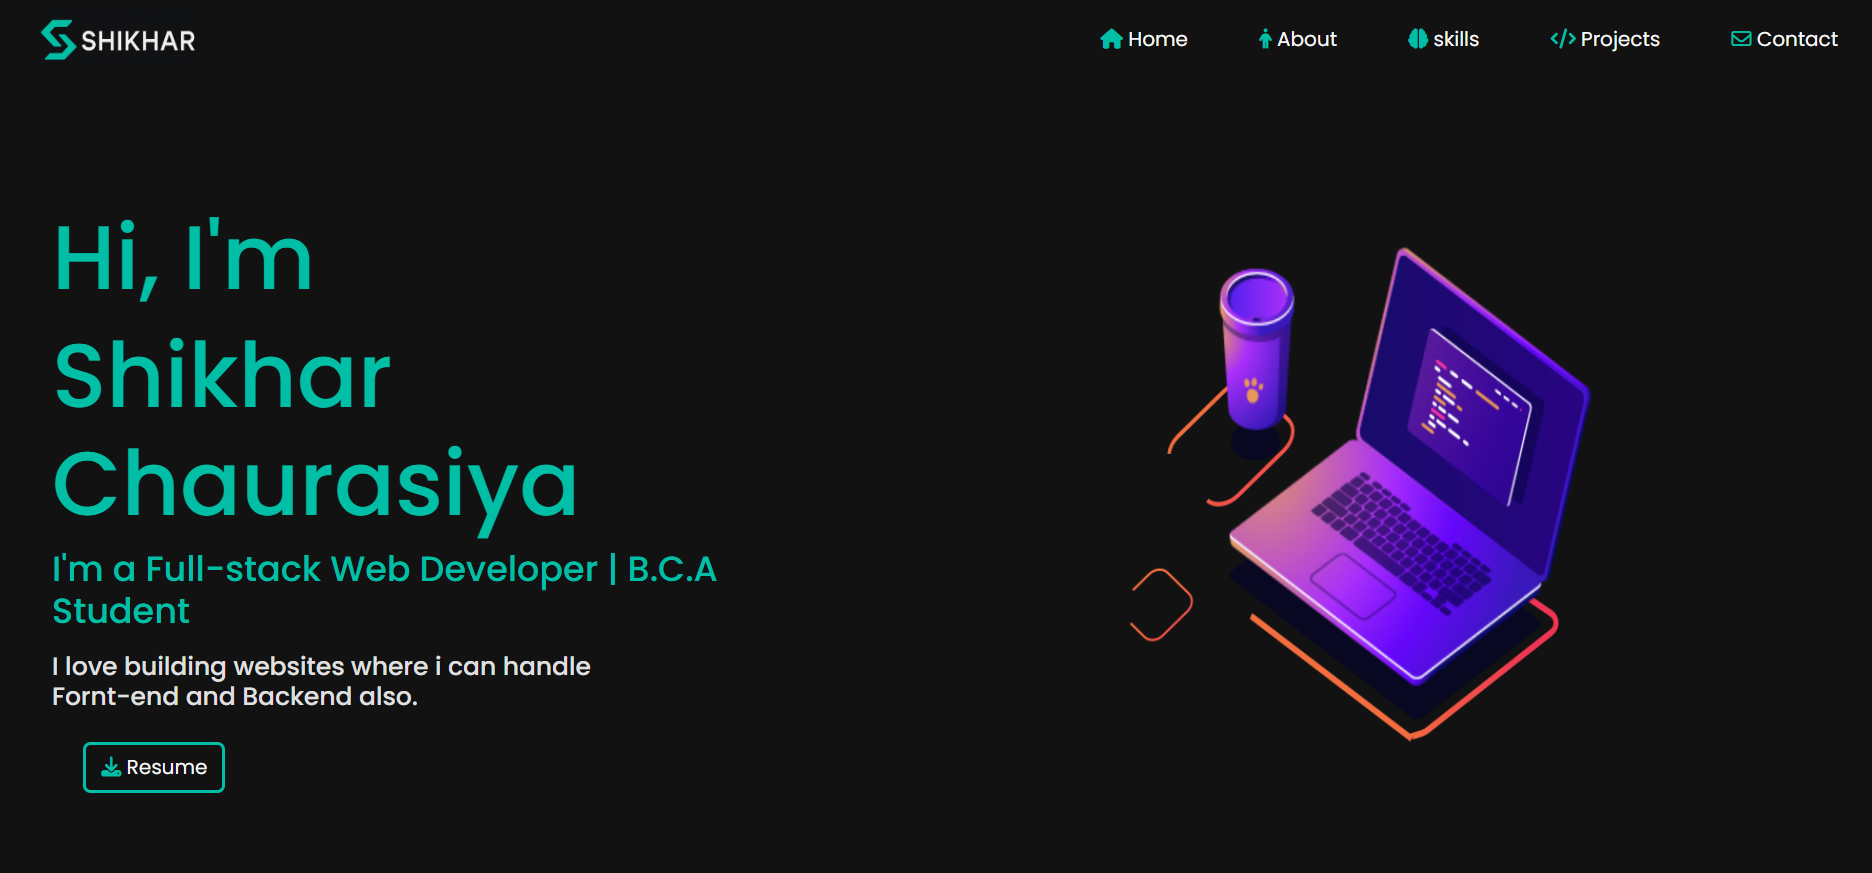 SHIKHAR
Home
About
skills
Projects
Contact
Hi, I'm
Shikhar
Chaurasiya
I'm a Full-stack Web Developer | B.C.A
Student
I love building websites where i can handle
Fornt-end and Backend also.
Resume